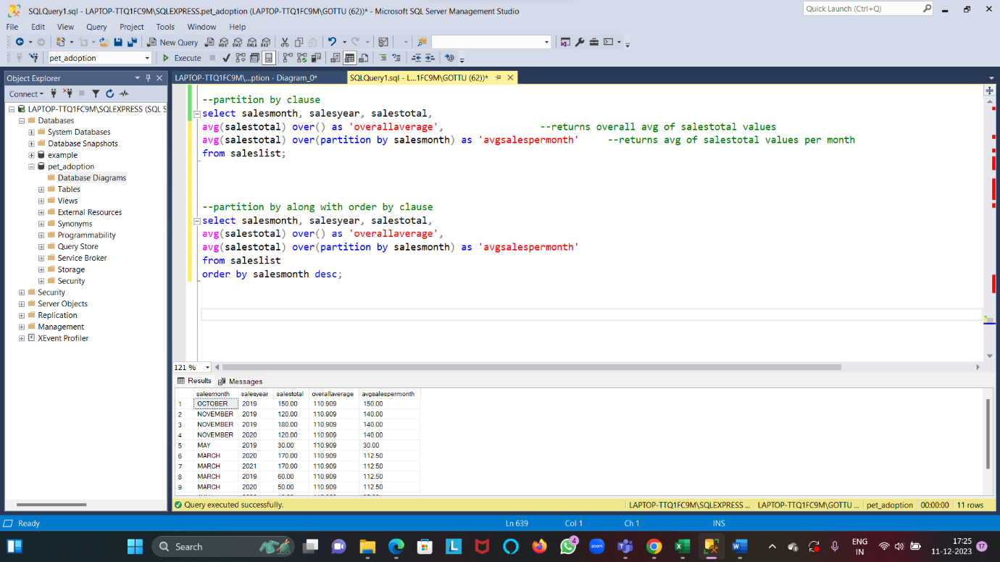 SQLQuery1.sql - LAPTOP-TTQ1FC9M\SQLEXPRESS.pet_adoption (LAPTOP-TTQ1FC9M\GOTTU (62))* - Microsoft SQL Server Management Studio
Quick Launch (Ctrl+Q)
File Edit View Query Project Tools Window Help
New Query
pet_adoption
Execute
Object Explorer
Connect
LAPTOP-TTQ1FC9M\SQLEXPRESS (SQL S
Databases
System Databases
Database Snapshots
example
pet_adoption
Database Diagrams
Tables
Views
External Resources
Synonyms
Programmability
Query Store
Service Broker
Storage
Security
Security
Server Objects
Replication
Management
XEvent Profiler
LAPTOP-TTQ1FC9M\...ption - Diagram_0*
SQLQuery1.sql - L...1FC9M\GOTTU (62))*
--partition by clause
select salesmonth, salesyear, salestotal,
avg(salestotal) over() as 'overallaverage', --returns overall avg of salestotal values
avg(salestotal) over(partition by salesmonth) as 'avgsalespermonth' --returns avg of salestotal values per month
from saleslist;
--partition by along with order by clause
select salesmonth, salesyear, salestotal,
avg(salestotal) over() as 'overallaverage',
avg(salestotal) over(partition by salesmonth) as 'avgsalespermonth'
from saleslist
order by salesmonth desc;
121 %
Results Messages
salesmonth salesyear salestotal overallaverage avgsalespermonth
1 OCTOBER 2019 150.00 110.909 150.00
2 NOVEMBER 2019 120.00 110.909 140.00
3 NOVEMBER 2019 180.00 110.909 140.00
4 NOVEMBER 2020 120.00 110.909 140.00
5 MAY 2019 30.00 110.909 30.00
6 MARCH 2020 170.00 110.909 112.50
7 MARCH 2021 170.00 110.909 112.50
8 MARCH 2019 60.00 110.909 112.50
9 MARCH 2020 50.00 110.909 112.50
Query executed successfully.
LAPTOP-TTQ1FC9M\SQLEXPRESS ... LAPTOP-TTQ1FC9M\GOTTU ... pet_adoption 00:00:00 11 rows
Ready Ln 639 Col 1 Ch 1 INS
Search
4
zoom
ENG
IN
17:25
11-12-2023
17